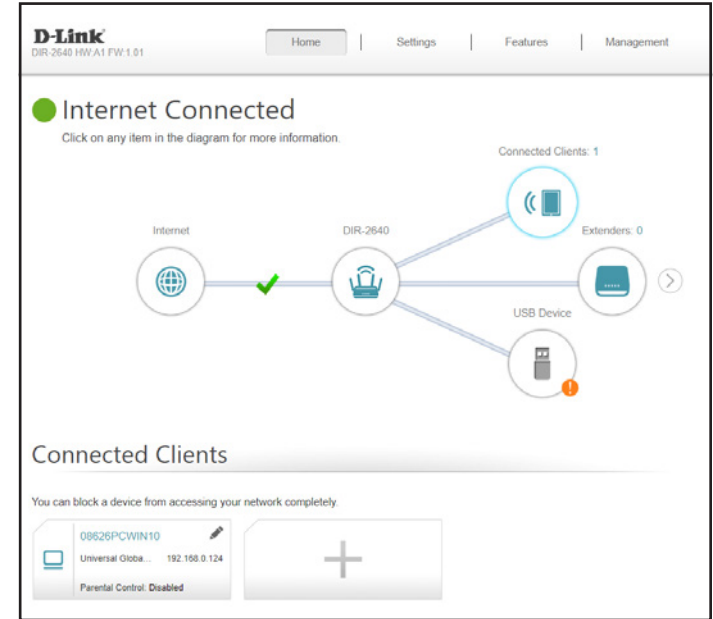 D-Link
DIR-2640 HW:A1 FW:1.01
Home | Settings | Features | Management
Internet Connected
Click on any item in the diagram for more information.
Connected Clients: 1
Internet
DIR-2640
Extenders: 0
USB Device
Connected Clients
You can block a device from accessing your network completely.
08626PCWIN10
Universal Globa... 192.168.0.124
Parental Control: Disabled